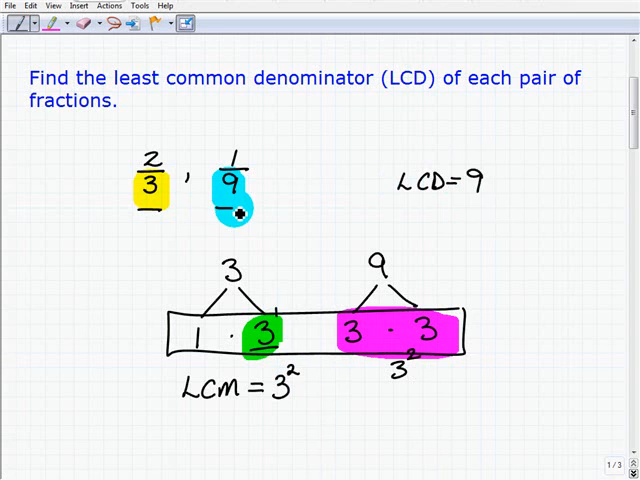 File Edit View Insert Actions Tools Help
Find the least common denominator (LCD) of each pair of
fractions.
2/3 , 1/9
LCD = 9
3 9
1 · 3 3 · 3
3²
LCM = 3²
1 / 3